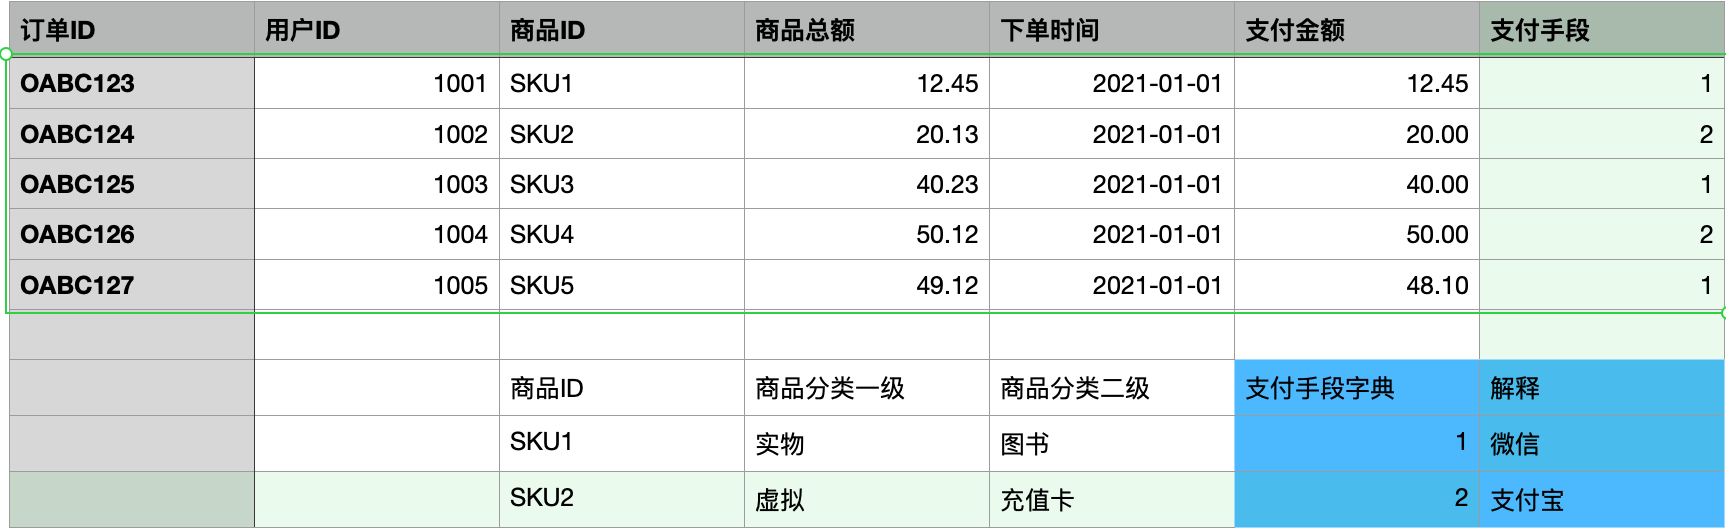 订单ID 用户ID 商品ID 商品总额 下单时间 支付金额 支付手段
OABC123 1001 SKU1 12.45 2021-01-01 12.45 1
OABC124 1002 SKU2 20.13 2021-01-01 20.00 2
OABC125 1003 SKU3 40.23 2021-01-01 40.00 1
OABC126 1004 SKU4 50.12 2021-01-01 50.00 2
OABC127 1005 SKU5 49.12 2021-01-01 48.10 1
商品ID 商品分类一级 商品分类二级 支付手段字典 解释
SKU1 实物 图书 1 微信
SKU2 虚拟 充值卡 2 支付宝